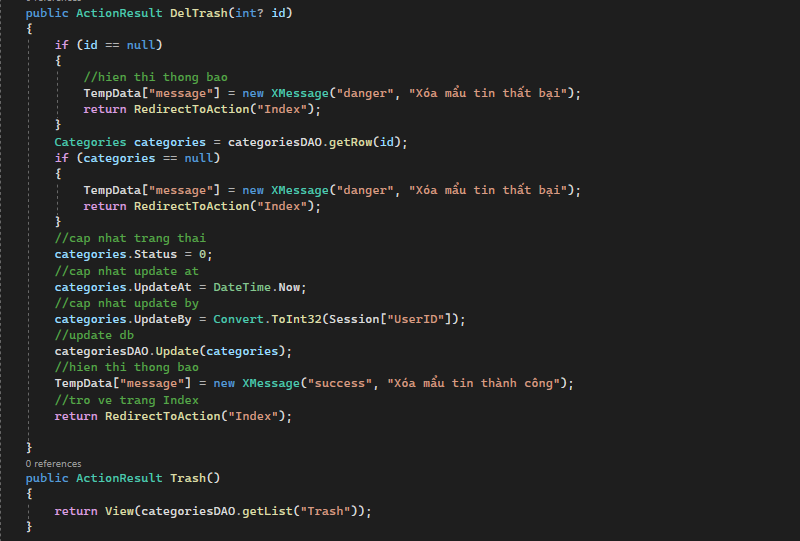 public ActionResult DelTrash(int? id)
{
if (id == null)
{
//hien thi thong bao
TempData["message"] = new XMessage("danger", "Xóa mẩu tin thất bại");
return RedirectToAction("Index");
}
Categories categories = categoriesDAO.getRow(id);
if (categories == null)
{
TempData["message"] = new XMessage("danger", "Xóa mẩu tin thất bại");
return RedirectToAction("Index");
}
//cap nhat trang thai
categories.Status = 0;
//cap nhat update at
categories.UpdateAt = DateTime.Now;
//cap nhat update by
categories.UpdateBy = Convert.ToInt32(Session["UserID"]);
//update db
categoriesDAO.Update(categories);
//hien thi thong bao
TempData["message"] = new XMessage("success", "Xóa mẩu tin thành công");
//tro ve trang Index
return RedirectToAction("Index");
}
0 references
public ActionResult Trash()
{
return View(categoriesDAO.getList("Trash"));
}